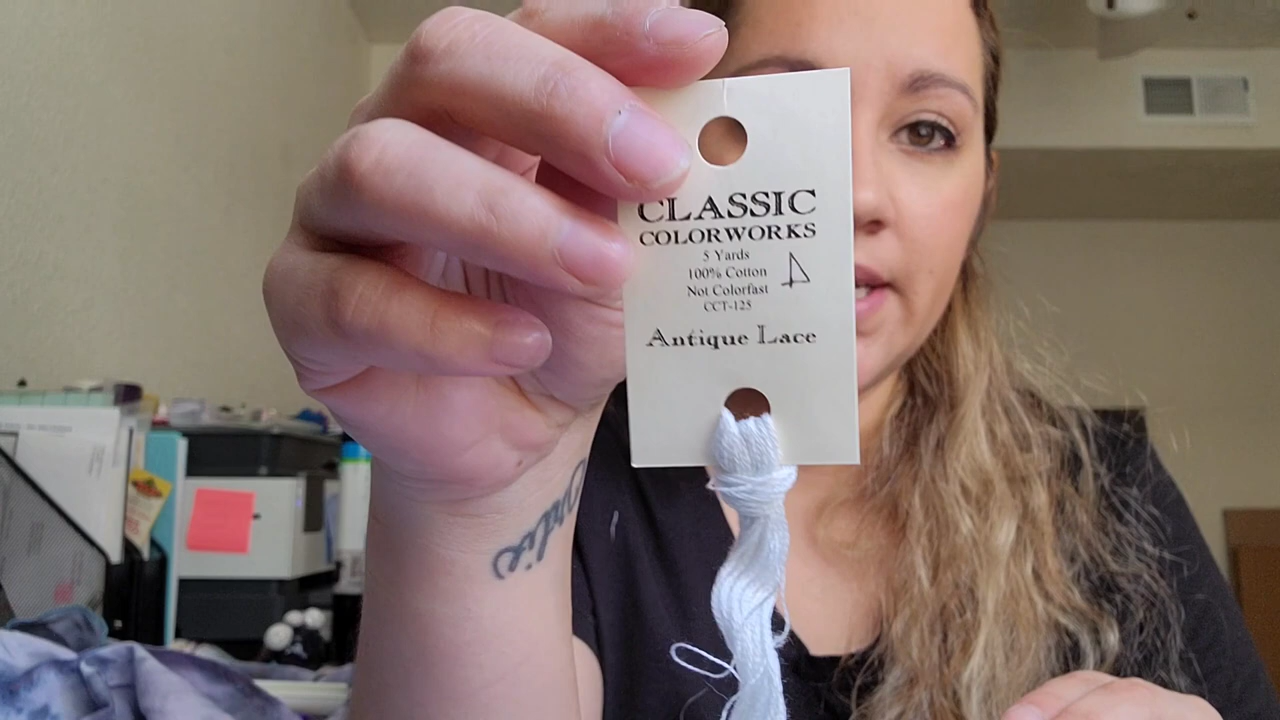 CLASSIC
COLORWORKS
5 Yards
100% Cotton
Not Colorfast
CCT-125
Antique Lace